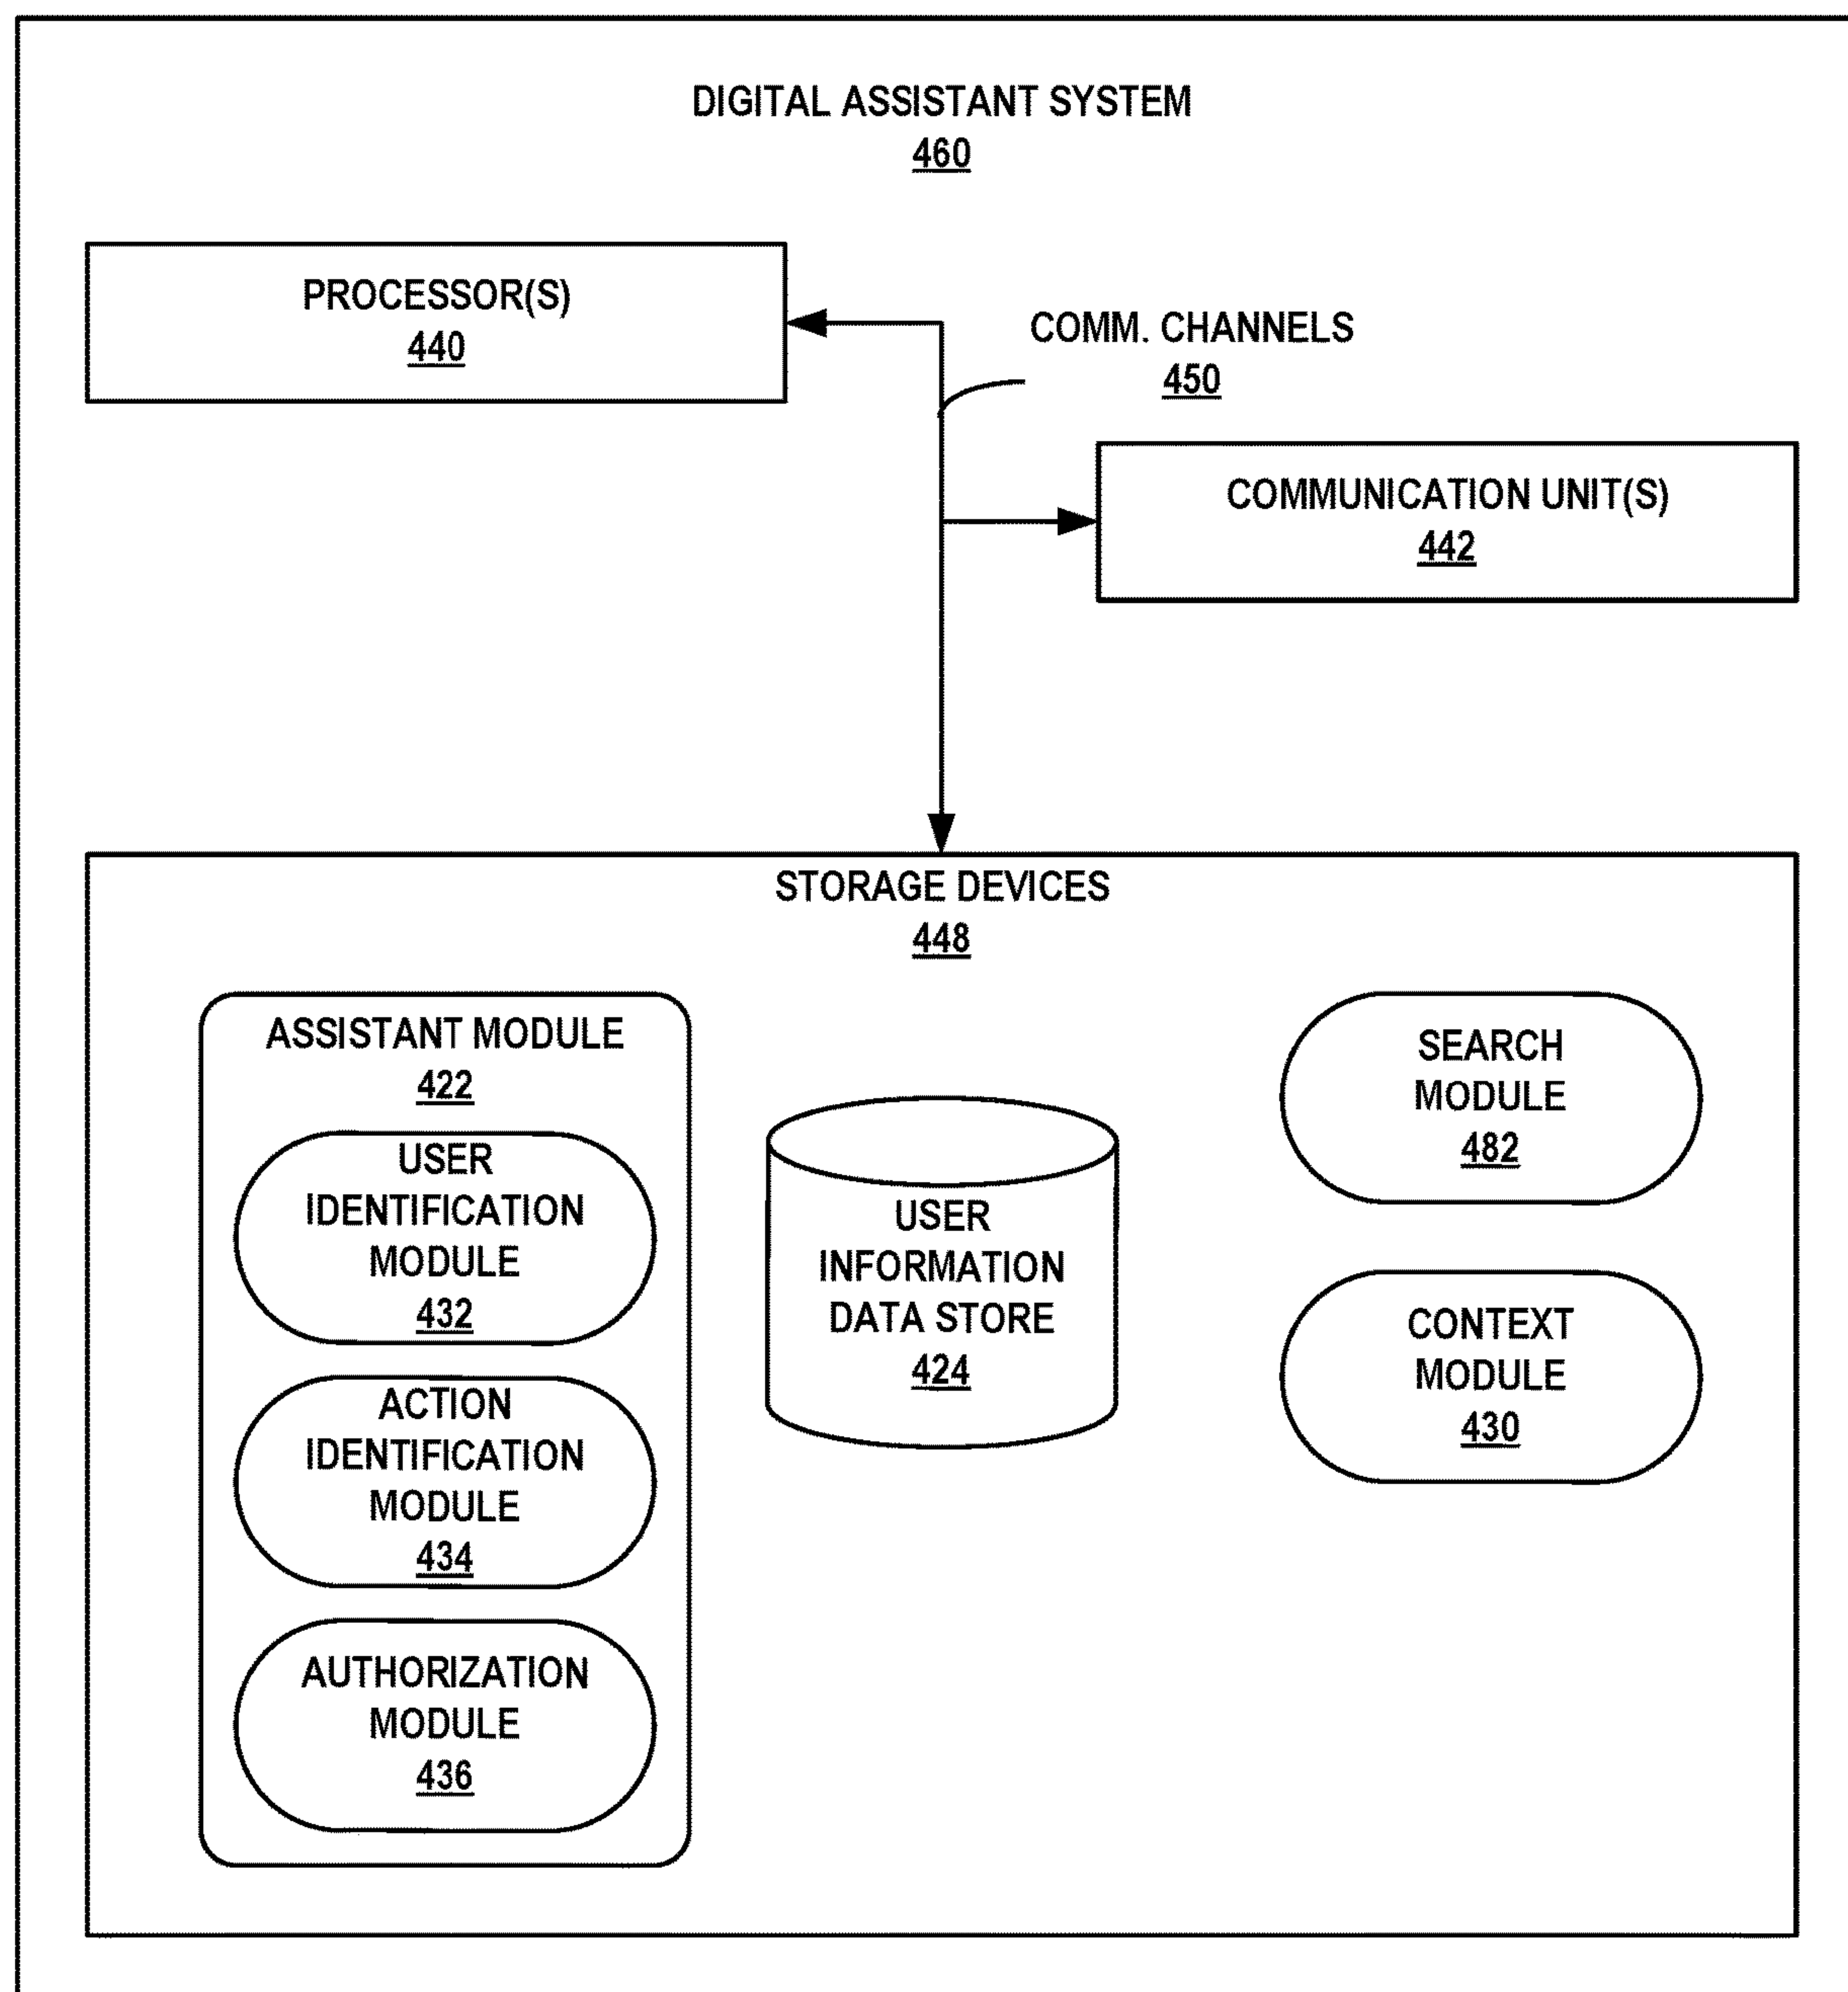 DIGITAL ASSISTANT SYSTEM
460
PROCESSOR(S)
440
COMM. CHANNELS
450
COMMUNICATION UNIT(S)
442
STORAGE DEVICES
448
ASSISTANT MODULE
422
USER
IDENTIFICATION
MODULE
432
ACTION
IDENTIFICATION
MODULE
434
AUTHORIZATION
MODULE
436
USER
INFORMATION
DATA STORE
424
SEARCH
MODULE
482
CONTEXT
MODULE
430